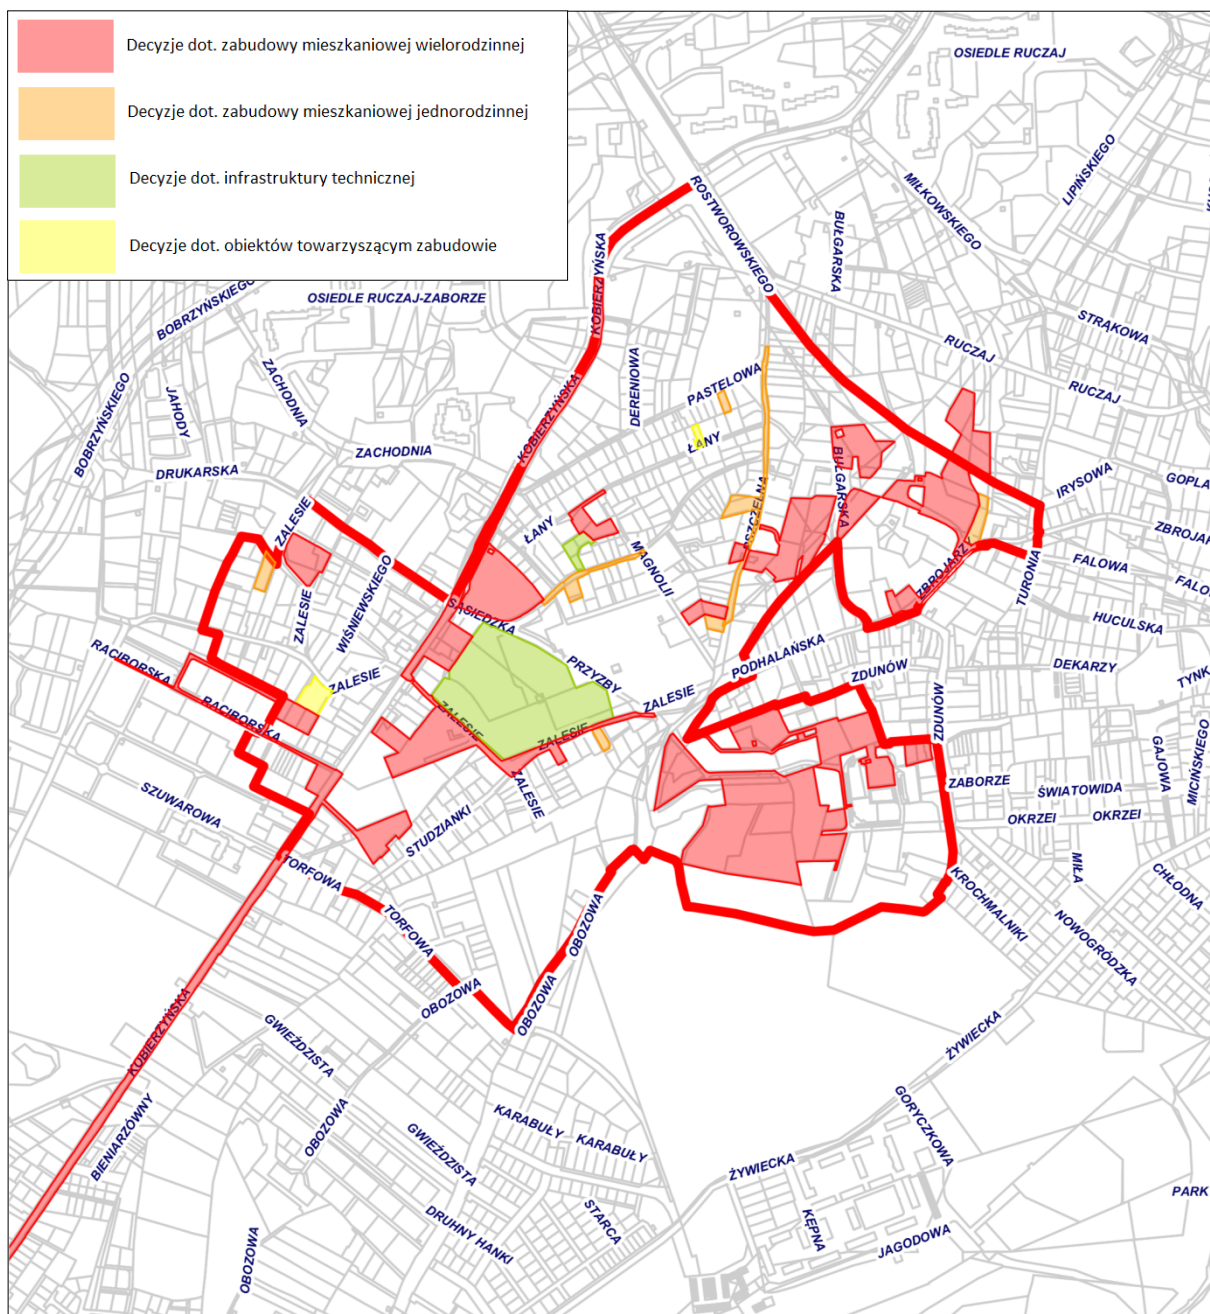 Decyzje dot. zabudowy mieszkaniowej wielorodzinnej
Decyzje dot. zabudowy mieszkaniowej jednorodzinnej
Decyzje dot. infrastruktury technicznej
Decyzje dot. obiektów towarzyszącym zabudowie
OSIEDLE RUCZAJ
LIPIŃSKIEGO
MIŁKOWSKIEGO
ROSTWOROWSKIEGO
BUŁGARSKA
KOBIERZYŃSKA
BOBRZYŃSKIEGO
OSIEDLE RUCZAJ-ZABORZE
STRĄKOWA
RUCZAJ
RUCZAJ
ZACHODNIA
DERENIOWA
PASTELOWA
BOBRZYŃSKIEGO
JAHODY
KOBIERZYŃSKA
ŁANY
ZACHODNIA
DRUKARSKA
BUŁGARSKA
IRYSOWA
GOPLA
ZALESIE
ŁANY
PSZCZELNA
MAGNOLII
ZBROJARZY
TURONIA
ZBROJAR
FALOWA
FALO
WIŚNIEWSKIEGO
ZALESIE
SĄSIEDZKA
HUCULSKA
RACIBORSKA
ZALESIE
PRZYZBY
PODHALAŃSKA
ZDUNÓW
DEKARZY
TYNK
RACIBORSKA
ZALESIE
ZALESIE
ZALESIE
ZDUNÓW
GAJOWA
MICIŃSKIEGO
ZALESIE
ZABORZE
ŚWIATOWIDA
SZUWAROWA
STUDZIANKI
OKRZEI
OKRZEI
TORFOWA
MIŁA
CHŁODNA
KROCHMALNIKI
TORFOWA
OBOZOWA
NOWOGRÓDZKA
OBOZOWA
OBOZOWA
KOBIERZYŃSKA
GWIEŹDZISTA
ŻYWIECKA
BIENIARZÓWNY
OBOZOWA
KARABUŁY
KARABUŁY
GORYCZKOWA
GWIEŹDZISTA
ŻYWIECKA
PARK
DRUHNY HANKI
STARCA
KĘPNA
JAGODOWA
OBOZOWA